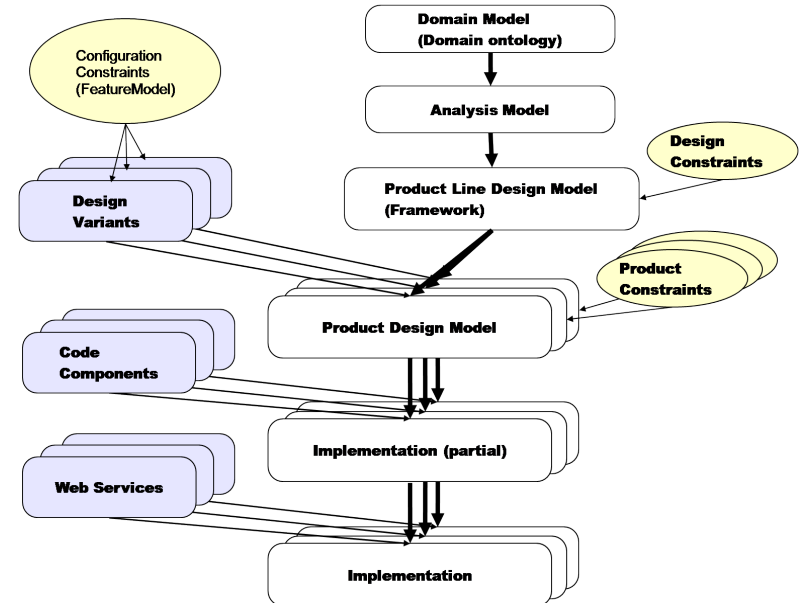 Domain Model
(Domain ontology)
Configuration
Constraints
(FeatureModel)
Analysis Model
Design
Constraints
Product Line Design Model
(Framework)
Design
Variants
Product
Constraints
Product Design Model
Code
Components
Implementation (partial)
Web Services
Implementation